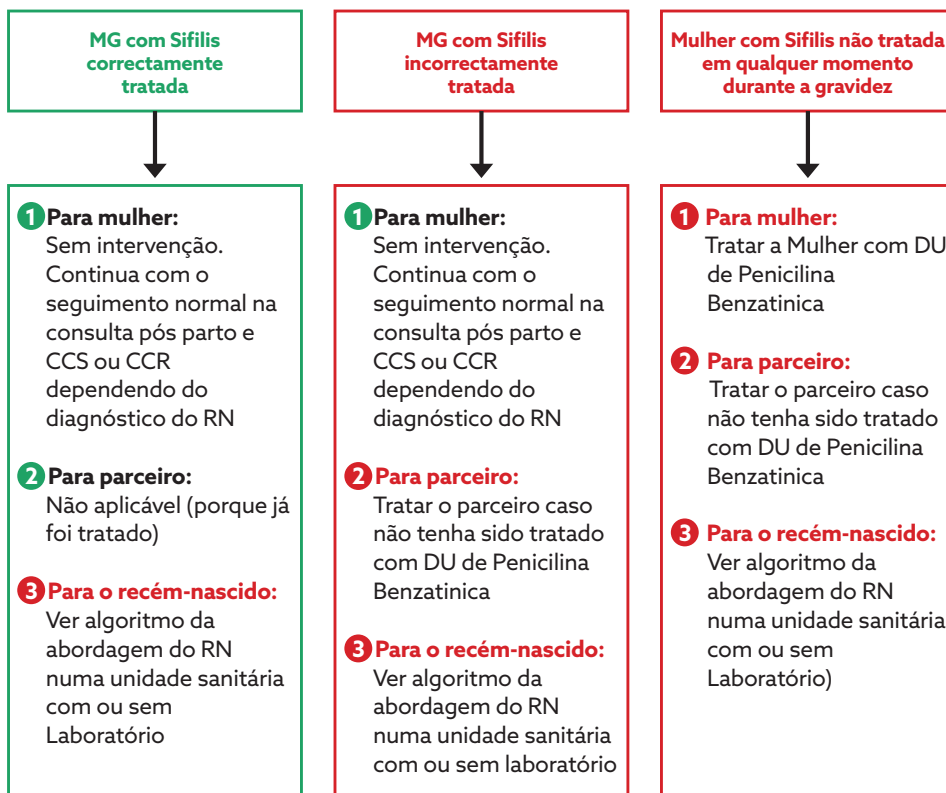 MG com Sifilis
correctamente
tratada
1 Para mulher:
Sem intervenção.
Continua com o
seguimento normal na
consulta pós parto e
CCS ou CCR
dependendo do
diagnóstico do RN
2 Para parceiro:
Não aplicável (porque já
foi tratado)
3 Para o recém-nascido:
Ver algoritmo da
abordagem do RN
numa unidade sanitária
com ou sem
Laboratório
MG com Sifilis
incorrectamente
tratada
1 Para mulher:
Sem intervenção.
Continua com o
seguimento normal na
consulta pós parto e
CCS ou CCR
dependendo do
diagnóstico do RN
2 Para parceiro:
Tratar o parceiro caso
não tenha sido tratado
com DU de Penicilina
Benzatinica
3 Para o recém-nascido:
Ver algoritmo da
abordagem do RN
numa unidade sanitária
com ou sem laboratório
Mulher com Sifilis não tratada
em qualquer momento
durante a gravidez
1 Para mulher:
Tratar a Mulher com DU
de Penicilina
Benzatinica
2 Para parceiro:
Tratar o parceiro caso
não tenha sido tratado
com DU de Penicilina
Benzatinica
3 Para o recém-nascido:
Ver algoritmo da
abordagem do RN
numa unidade sanitária
com ou sem
Laboratório)